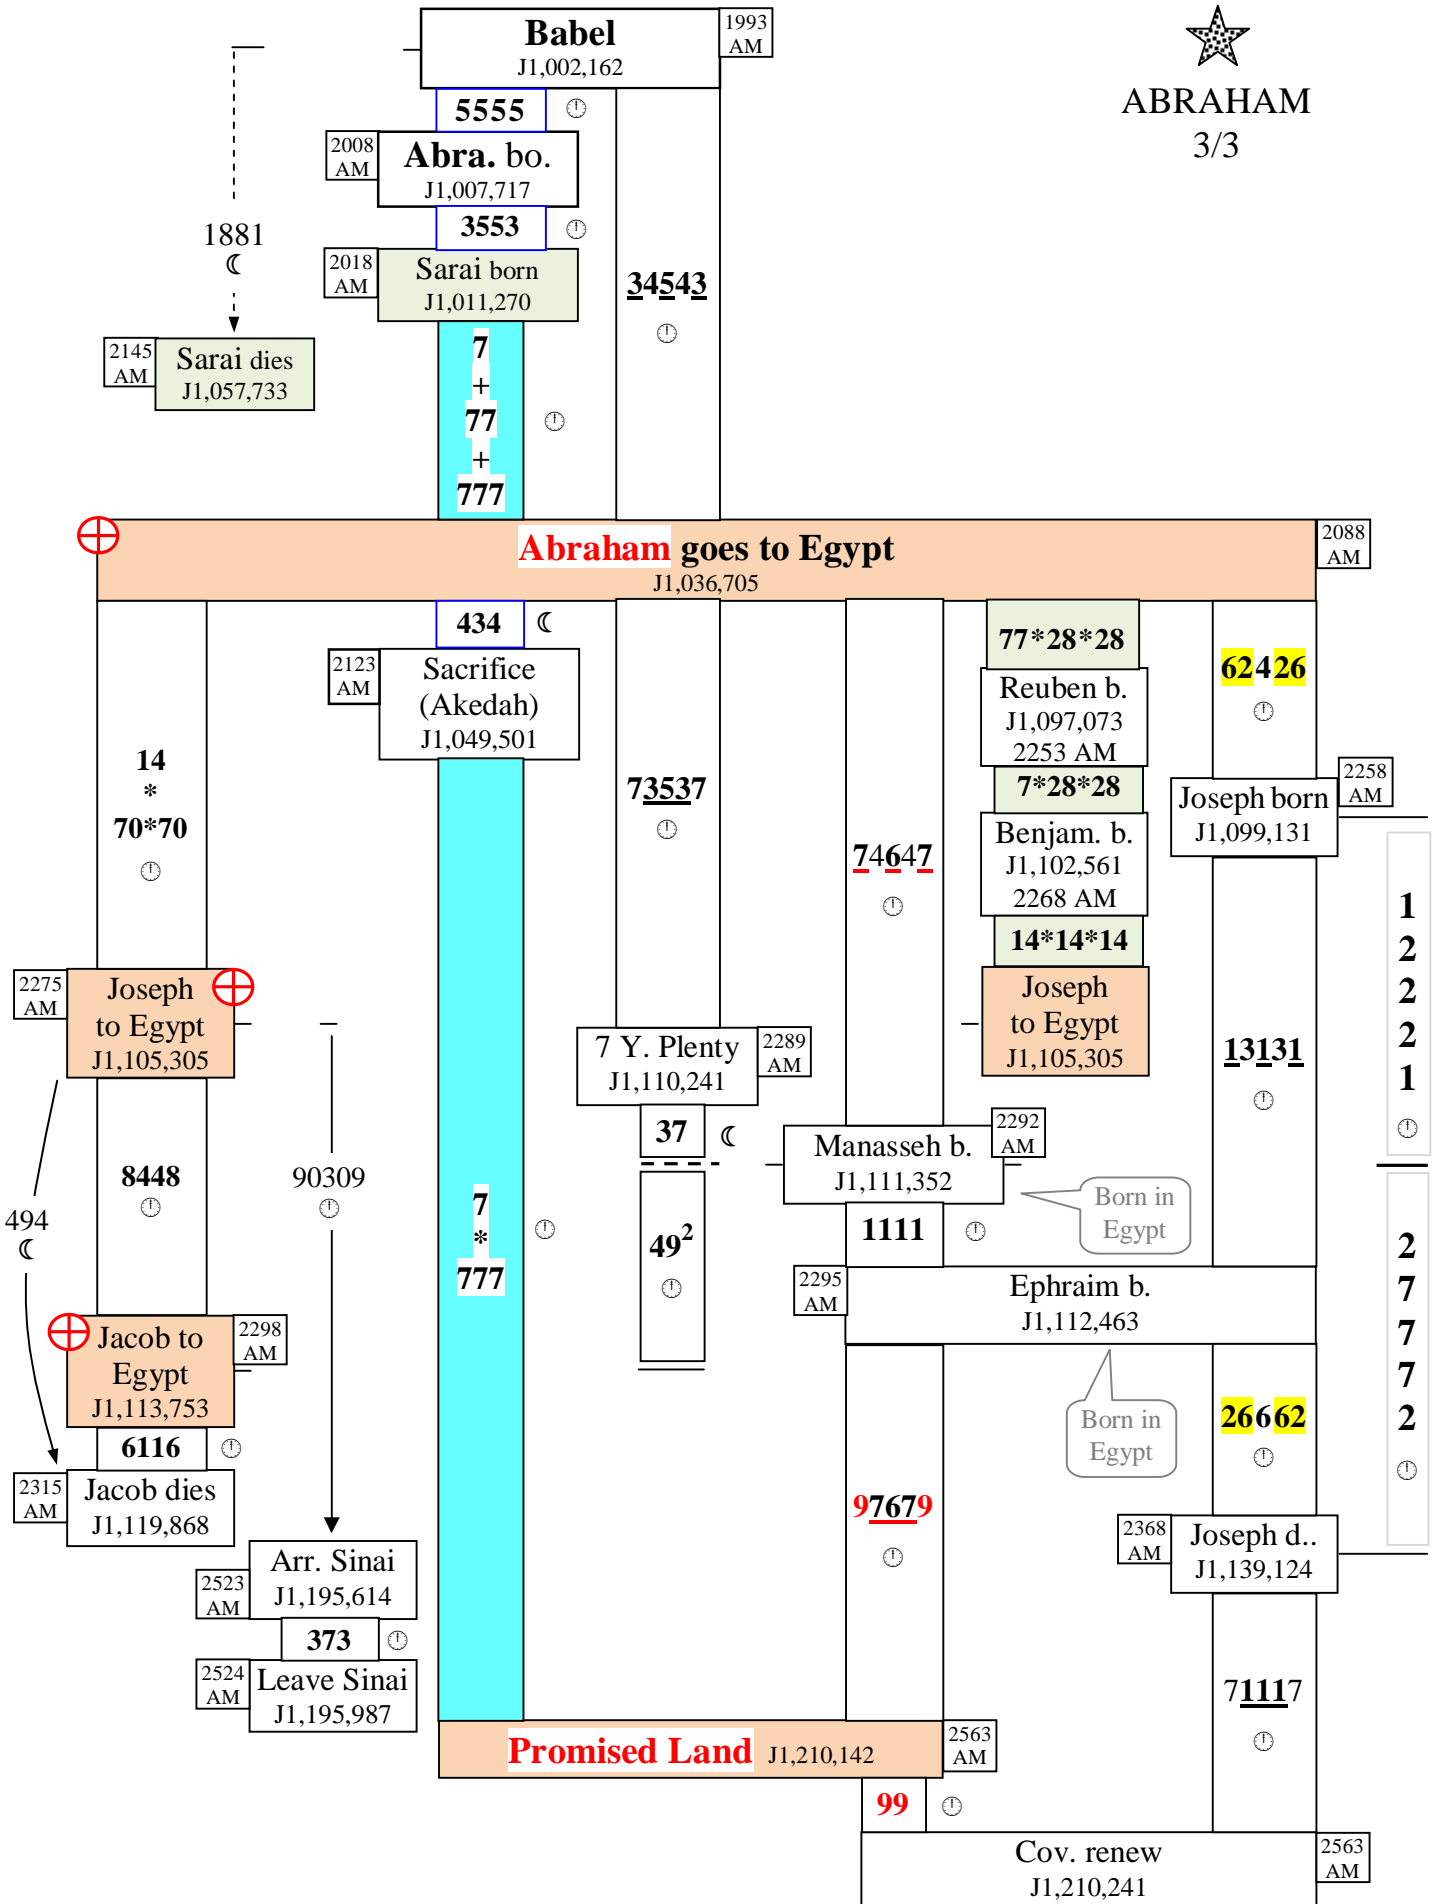 Babel
J1,002,162
1993
AM
ABRAHAM
3/3
5555
2008
AM
Abra. bo.
J1,007,717
3553
1881
☾
2018
AM
Sarai born
J1,011,270
34543
2145
AM
Sarai dies
J1,057,733
7
+
77
+
777
Abraham goes to Egypt
J1,036,705
2088
AM
434 ☾
2123
AM
Sacrifice
(Akedah)
J1,049,501
77*28*28
Reuben b.
J1,097,073
2253 AM
62426
14
*
70*70
73537
74647
7*28*28
Benjam. b.
J1,102,561
2268 AM
14*14*14
Joseph
to Egypt
J1,105,305
2258
AM
Joseph born
J1,099,131
1
2
2
2
1
2275
AM
Joseph
to Egypt
J1,105,305
7 Y. Plenty
J1,110,241
2289
AM
37 ☾
49²
13131
Manasseh b.
J1,111,352
2292
AM
Born in
Egypt
1111
8448
90309
494
☾
7
*
777
2295
AM
Ephraim b.
J1,112,463
Born in
Egypt
2
7
7
7
2
Jacob to
Egypt
J1,113,753
2298
AM
6116
2315
AM
Jacob dies
J1,119,868
26662
97679
2368
AM
Joseph d..
J1,139,124
2523
AM
Arr. Sinai
J1,195,614
373
2524
AM
Leave Sinai
J1,195,987
71117
Promised Land J1,210,142
2563
AM
99
Cov. renew
J1,210,241
2563
AM